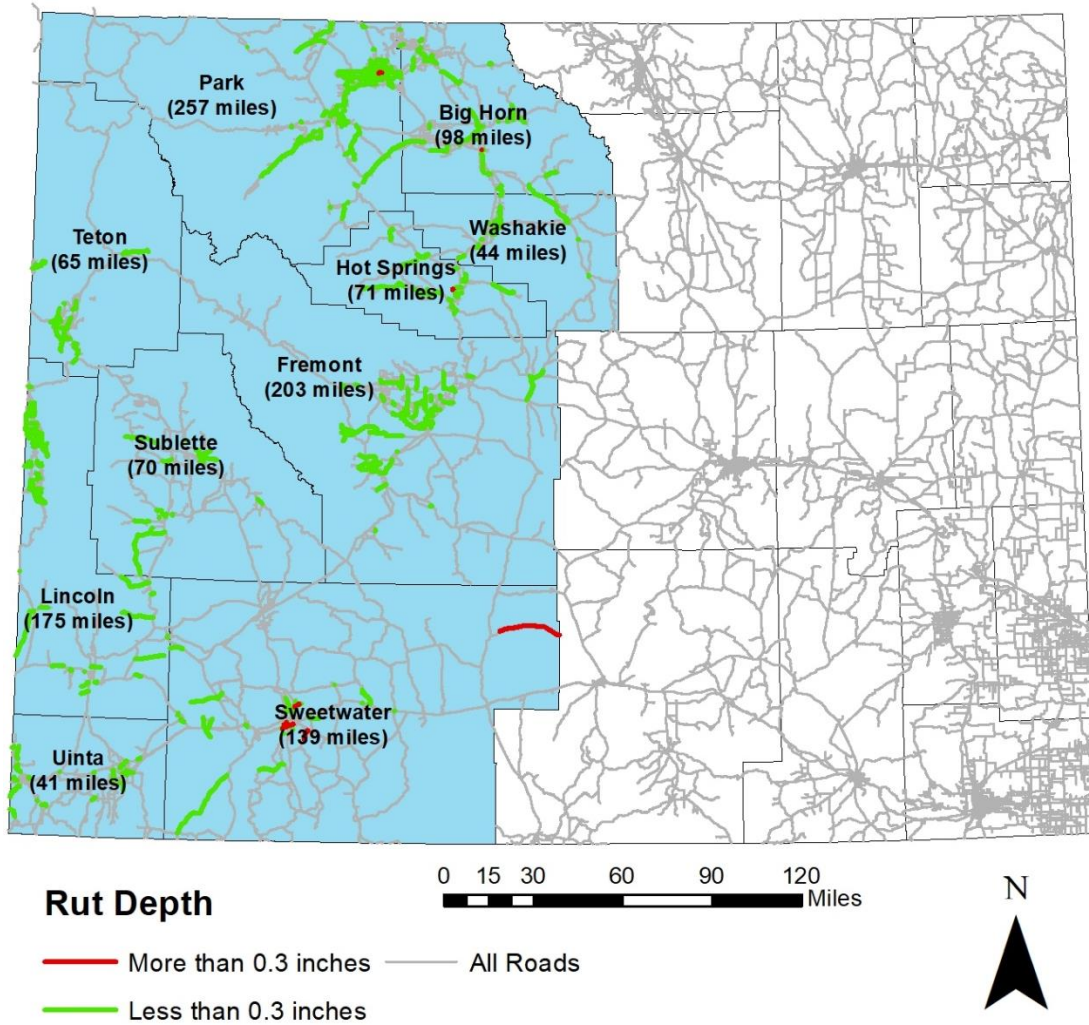 Park
(257 miles)
Big Horn
(98 miles)
Teton
(65 miles)
Washakie
(44 miles)
Hot Springs
(71 miles)
Fremont
(203 miles)
Sublette
(70 miles)
Lincoln
(175 miles)
Sweetwater
(139 miles)
Uinta
(41 miles)
Rut Depth
0 15 30 60 90 120
Miles
N
More than 0.3 inches
All Roads
Less than 0.3 inches